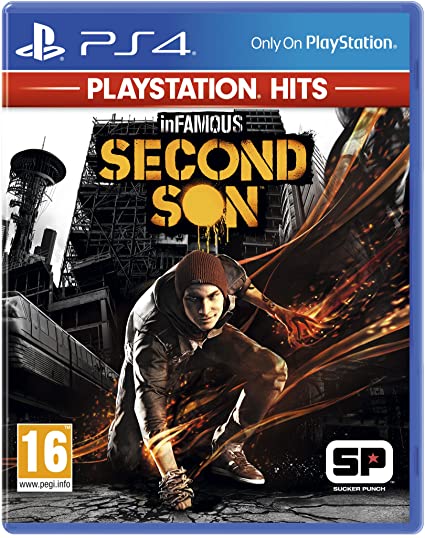 PS4
Only On PlayStation®
PLAYSTATION® HITS
inFAMOUS
SECOND
SON
16
www.pegi.info
SP
SUCKER PUNCH